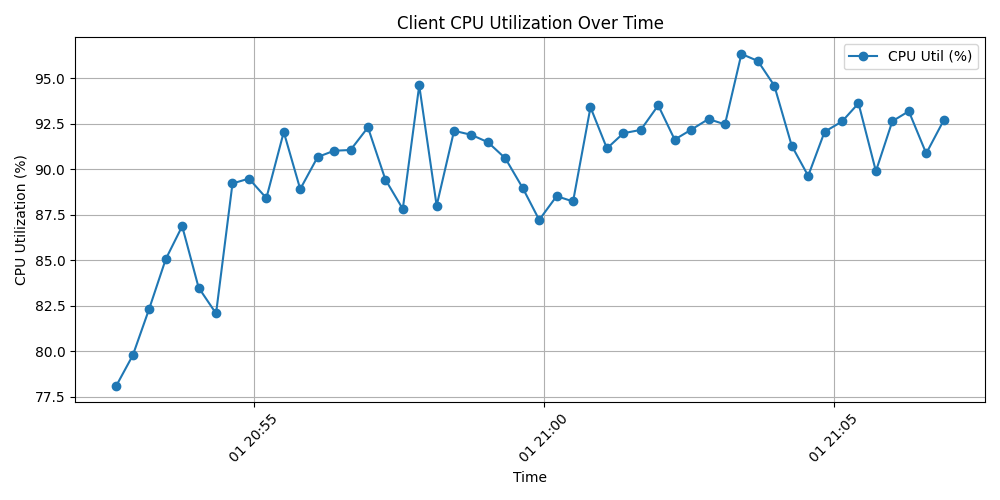 Client CPU Utilization Over Time
CPU Util (%)
CPU Utilization (%)
95.0
92.5
90.0
87.5
85.0
82.5
80.0
77.5
01 20:55
01 21:00
01 21:05
Time